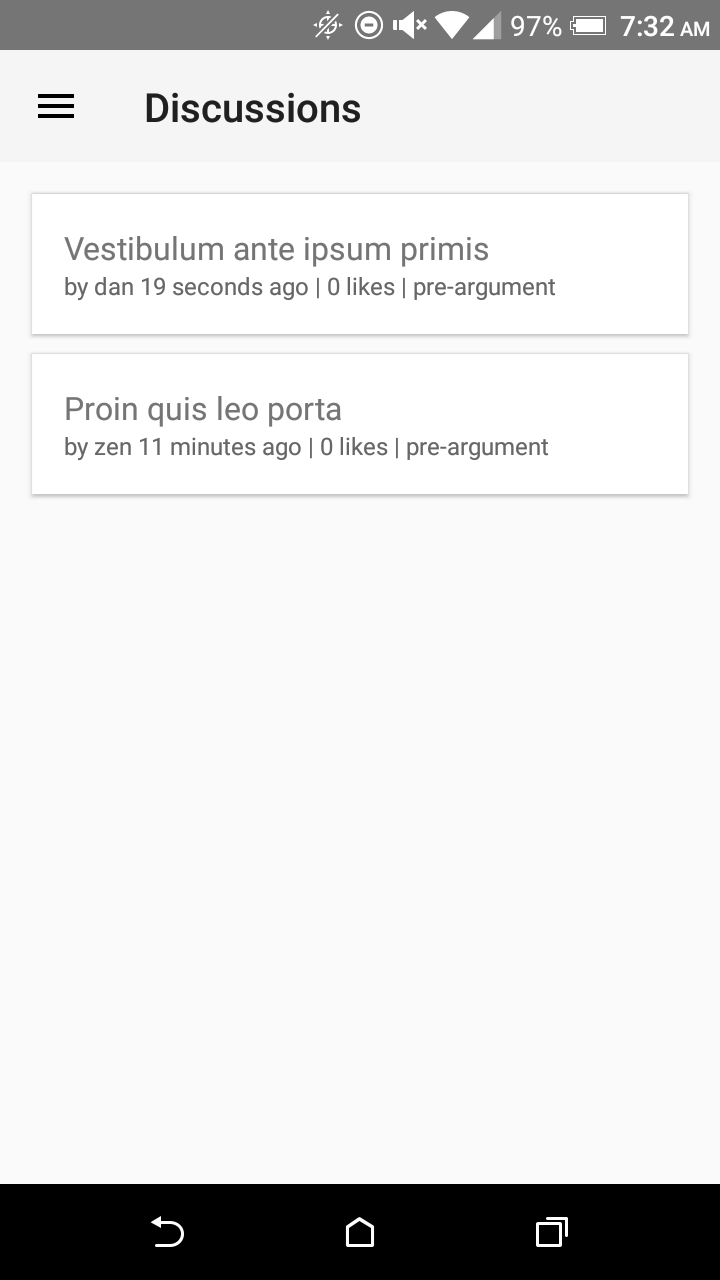 97% 7:32 AM
Discussions
Vestibulum ante ipsum primis
by dan 19 seconds ago | 0 likes | pre-argument
Proin quis leo porta
by zen 11 minutes ago | 0 likes | pre-argument